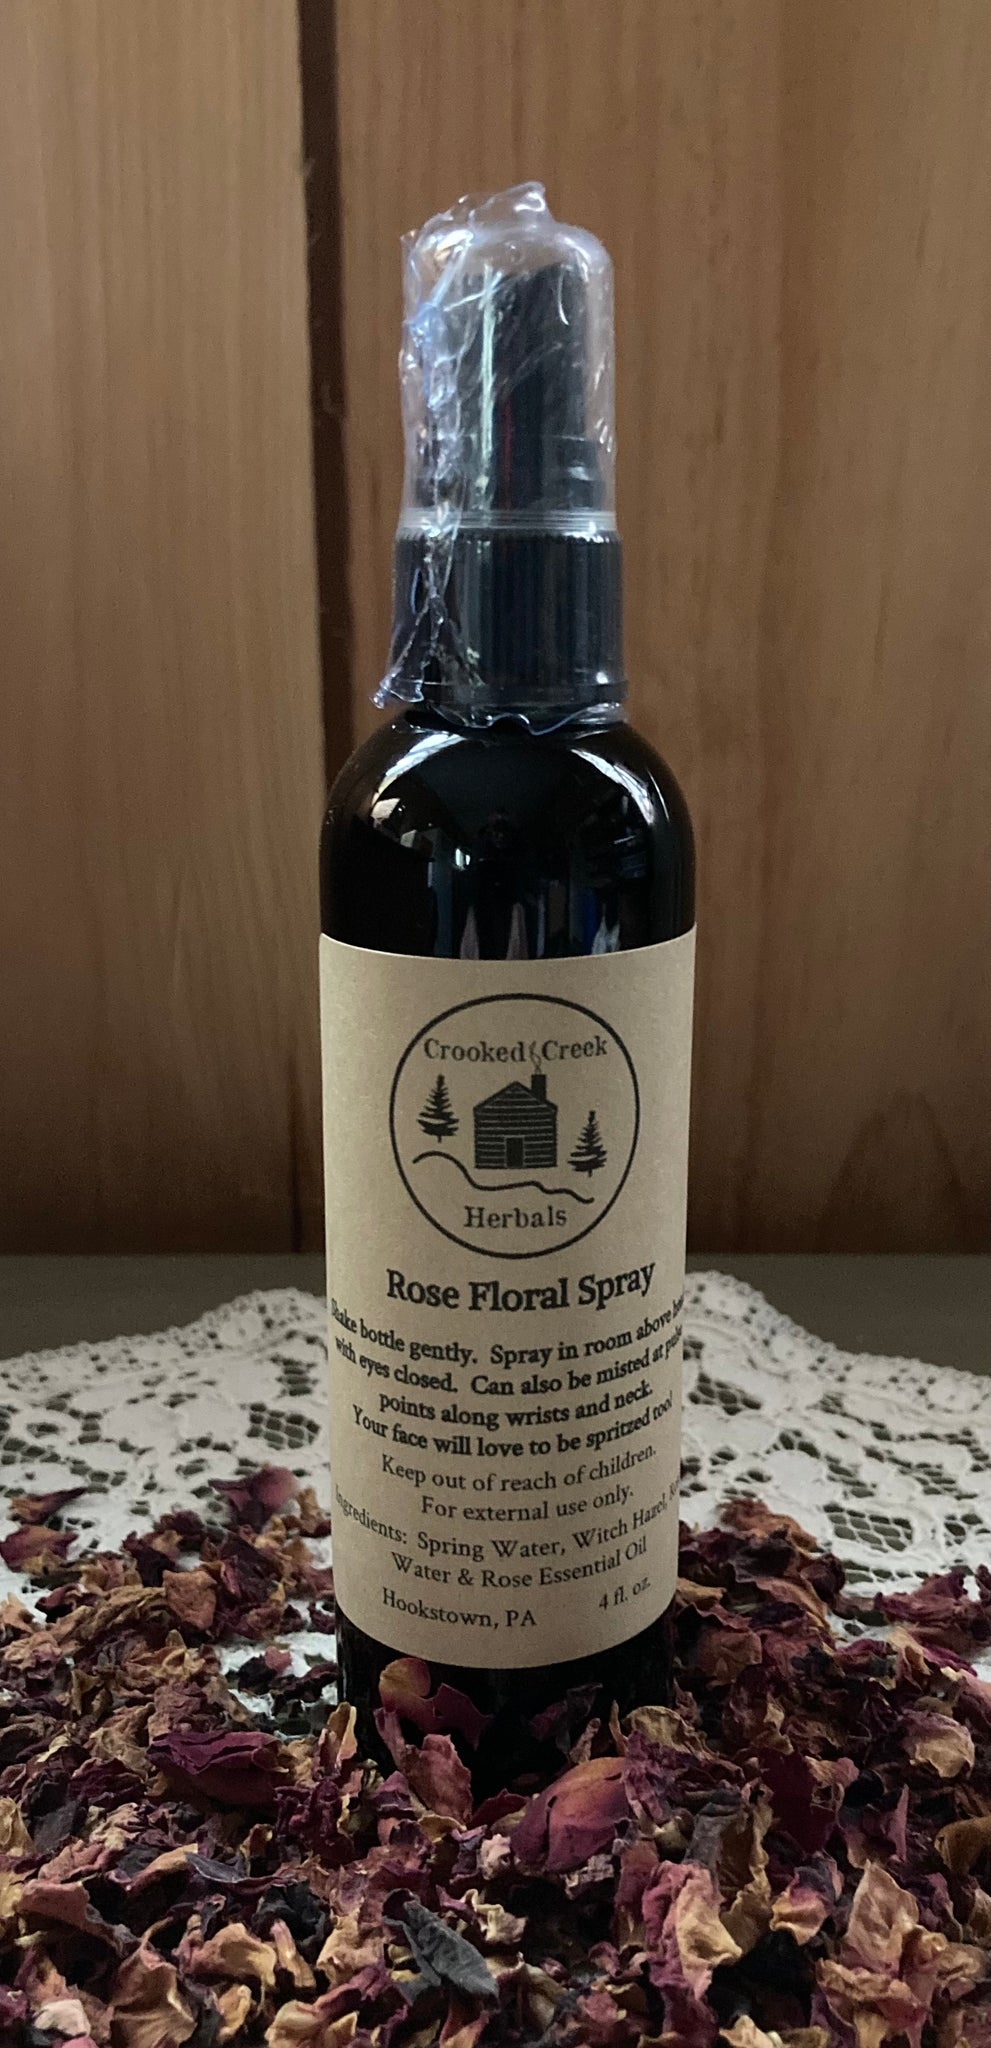 Crooked Creek
Herbals
Rose Floral Spray
Shake bottle gently. Spray in room above
with eyes closed. Can also be misted at
points along wrists and neck.
Your face will love to be spritzed too!
Keep out of reach of children.
For external use only.
Ingredients: Spring Water, Witch Hazel,
Water & Rose Essential Oil
Hookstown, PA 4 fl. oz.